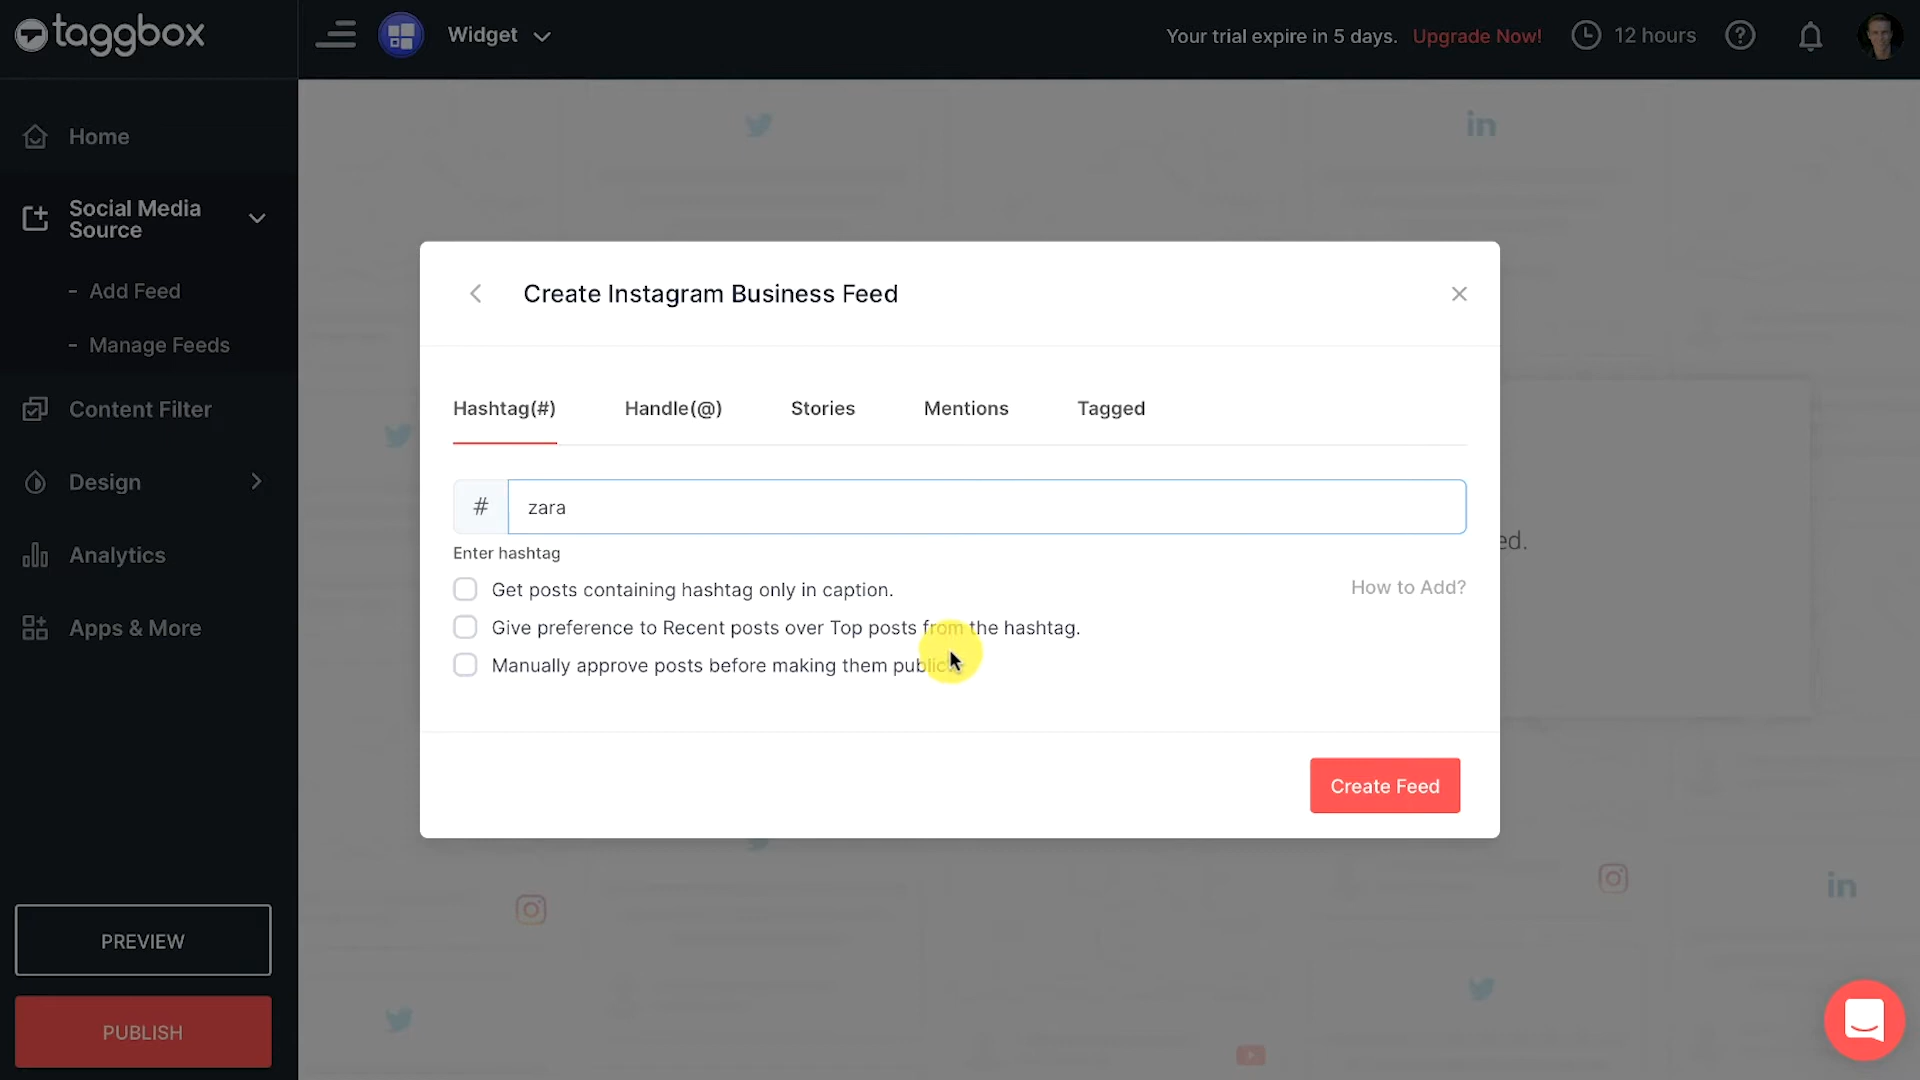 taggbox
Widget
Your trial expire in 5 days. Upgrade Now!
12 hours
Home
Social Media
Source
- Add Feed
- Manage Feeds
Content Filter
Design
Analytics
Apps & More
PREVIEW
PUBLISH
Create Instagram Business Feed
Hashtag(#) Handle(@) Stories Mentions Tagged
# zara
Enter hashtag
Get posts containing hashtag only in caption.
How to Add?
Give preference to Recent posts over Top posts from the hashtag.
Manually approve posts before making them public
Create Feed
ed.
in
in